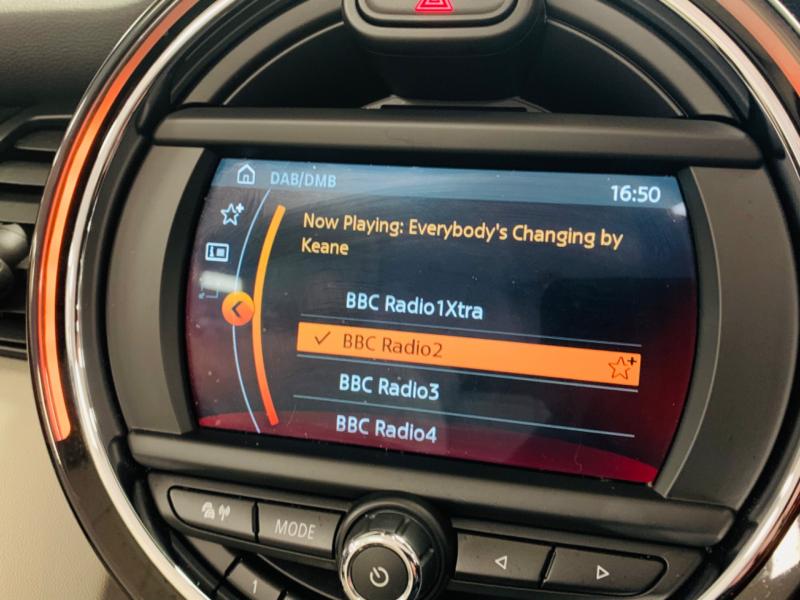 DAB/DMB
16:50
Now Playing: Everybody's Changing by
Keane
BBC Radio1Xtra
BBC Radio2
BBC Radio3
BBC Radio4
MODE
1